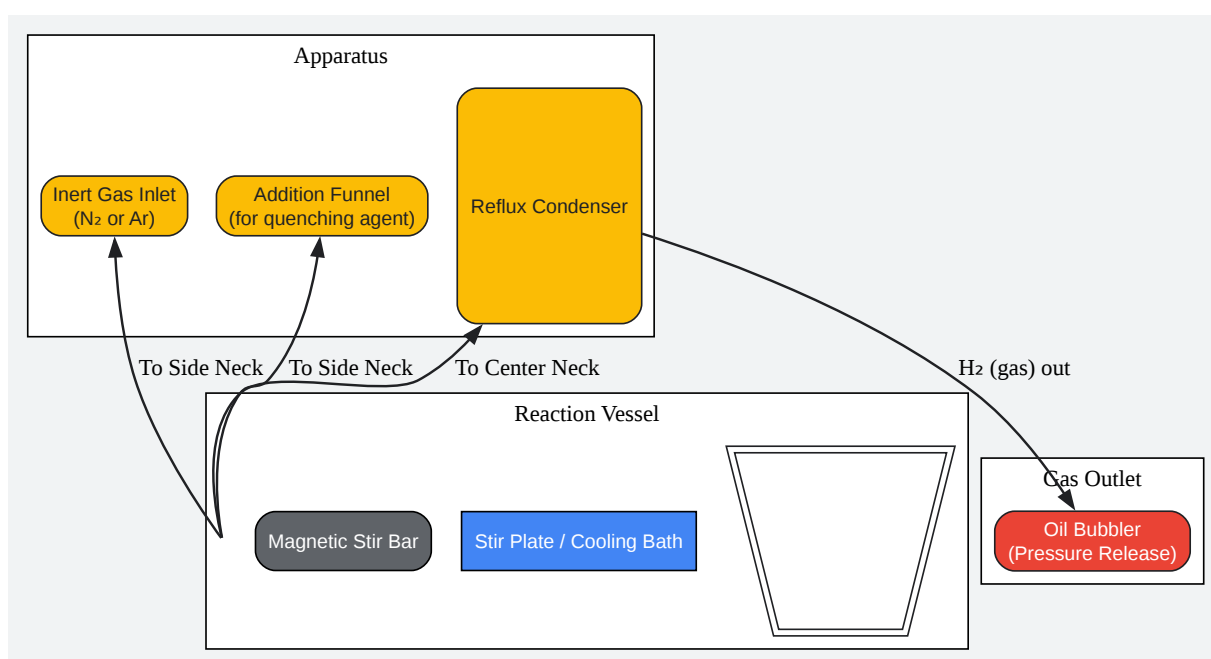 Apparatus
Inert Gas Inlet
(N₂ or Ar)
Addition Funnel
(for quenching agent)
Reflux Condenser
To Side Neck
To Side Neck
To Center Neck
H₂ (gas) out
Reaction Vessel
Magnetic Stir Bar
Stir Plate / Cooling Bath
Gas Outlet
Oil Bubbler
(Pressure Release)